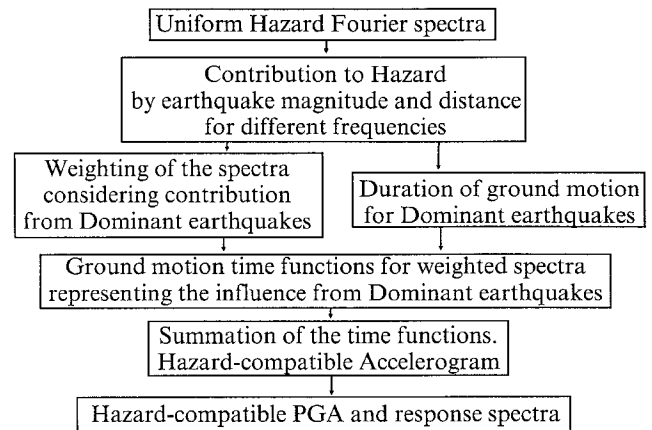 Uniform Hazard Fourier spectra
Contribution to Hazard
by earthquake magnitude and distance
for different frequencies
Weighting of the spectra
considering contribution
from Dominant earthquakes
Duration of ground motion
for Dominant earthquakes
Ground motion time functions for weighted spectra
representing the influence from Dominant earthquakes
Summation of the time functions.
Hazard-compatible Accelerogram
Hazard-compatible PGA and response spectra